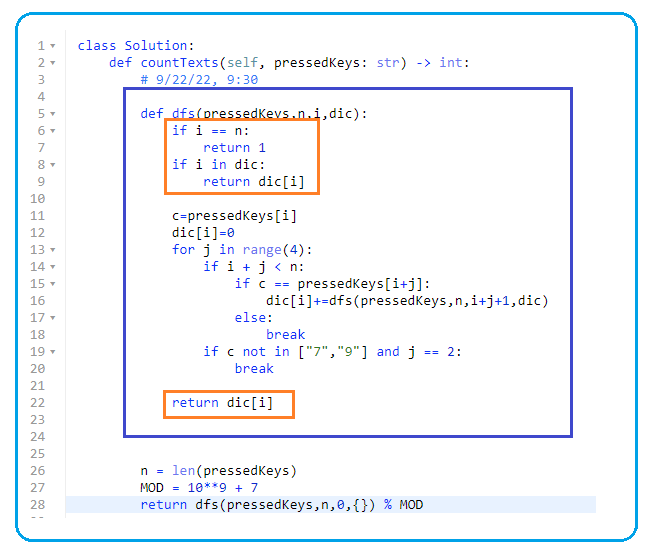 1 class Solution:
2 def countTexts(self, pressedKeys: str) -> int:
3 # 9/22/22, 9:30
4
5 def dfs(pressedKeys,n,i,dic):
6 if i == n:
7 return 1
8 if i in dic:
9 return dic[i]
10
11 c=pressedKeys[i]
12 dic[i]=0
13 for j in range(4):
14 if i + j < n:
15 if c == pressedKeys[i+j]:
16 dic[i]+=dfs(pressedKeys,n,i+j+1,dic)
17 else:
18 break
19 if c not in ["7","9"] and j == 2:
20 break
21
22 return dic[i]
23
24
25
26 n = len(pressedKeys)
27 MOD = 10**9 + 7
28 return dfs(pressedKeys,n,0,{}) % MOD